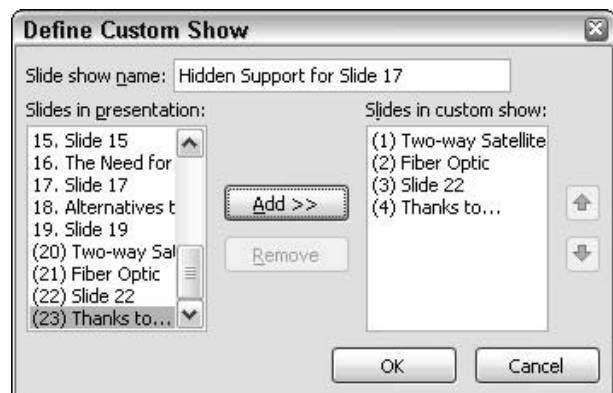 Define Custom Show
Slide show name: Hidden Support for Slide 17
Slides in presentation:
15. Slide 15
16. The Need for
17. Slide 17
18. Alternatives t
19. Slide 19
(20) Two-way Sat
(21) Fiber Optic
(22) Slide 22
(23) Thanks to...
Add >>
Remove
Slides in custom show:
(1) Two-way Satellite
(2) Fiber Optic
(3) Slide 22
(4) Thanks to...
OK
Cancel